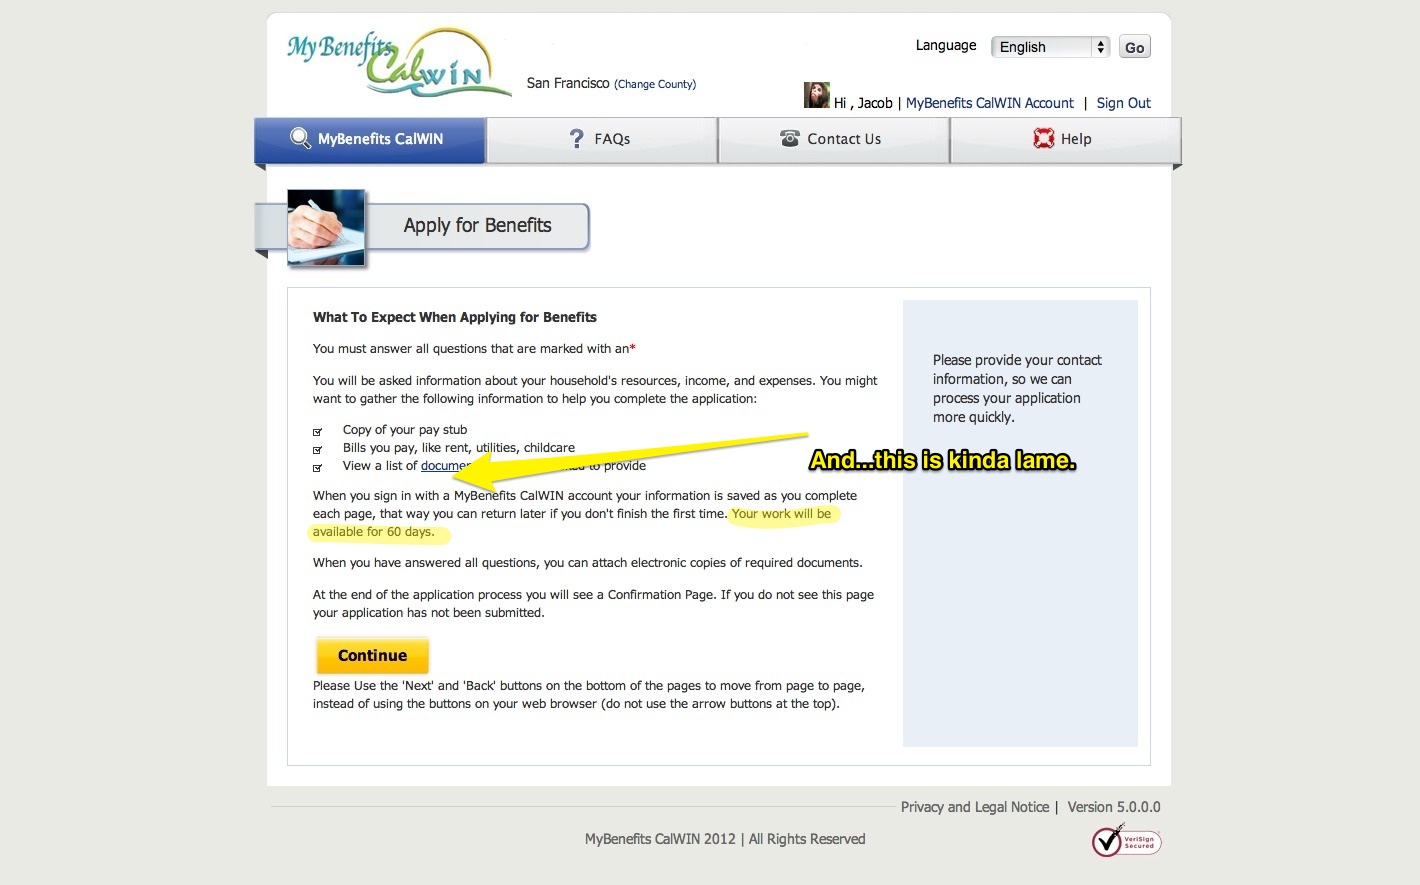 My Benefits
CalWIN
San Francisco (Change County)
Language English Go
Hi , Jacob | MyBenefits CalWIN Account | Sign Out
MyBenefits CalWIN
FAQs
Contact Us
Help
Apply for Benefits
What To Expect When Applying for Benefits
You must answer all questions that are marked with an*
You will be asked information about your household's resources, income, and expenses. You might
want to gather the following information to help you complete the application:
Copy of your pay stub
Bills you pay, like rent, utilities, childcare
View a list of to provide
When you sign in with a MyBenefits CalWIN account your information is saved as you complete
each page, that way you can return later if you don't finish the first time. Your work will be
available for 60 days.
When you have answered all questions, you can attach electronic copies of required documents.
At the end of the application process you will see a Confirmation Page. If you do not see this page
your application has not been submitted.
Continue
Please Use the 'Next' and 'Back' buttons on the bottom of the pages to move from page to page,
instead of using the buttons on your web browser (do not use the arrow buttons at the top).
Please provide your contact
information, so we can
process your application
more quickly.
And...this is kinda lame.
Privacy and Legal Notice | Version 5.0.0.0
MyBenefits CalWIN 2012 | All Rights Reserved
VeriSign
Secured